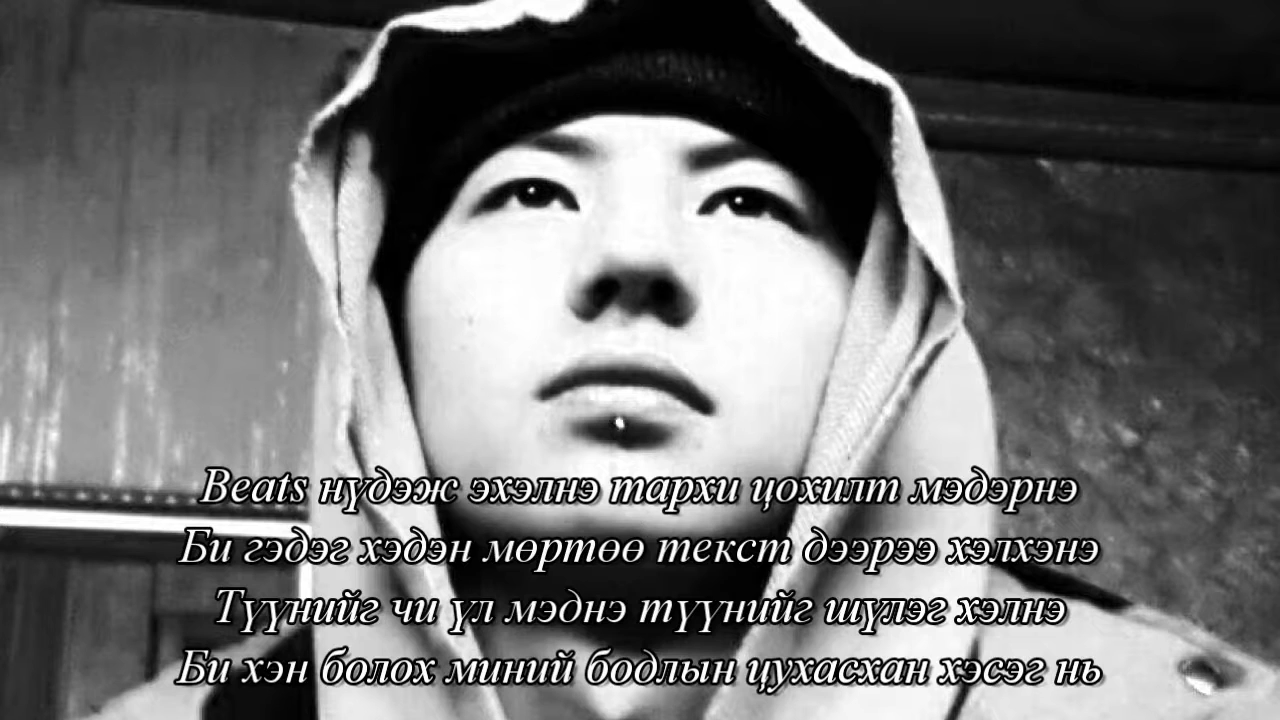 Beats нүдэж эхэлнэ тархи цохилт мэдэрнэ
Би гэдэг хэдэн мөртөө текст дээрээ хэлхэнэ
Түүнийг чи үл мэднэ түүнийг шүлэг хэлнэ
Би хэн болох миний бодлын цухасхан хэсэг нь